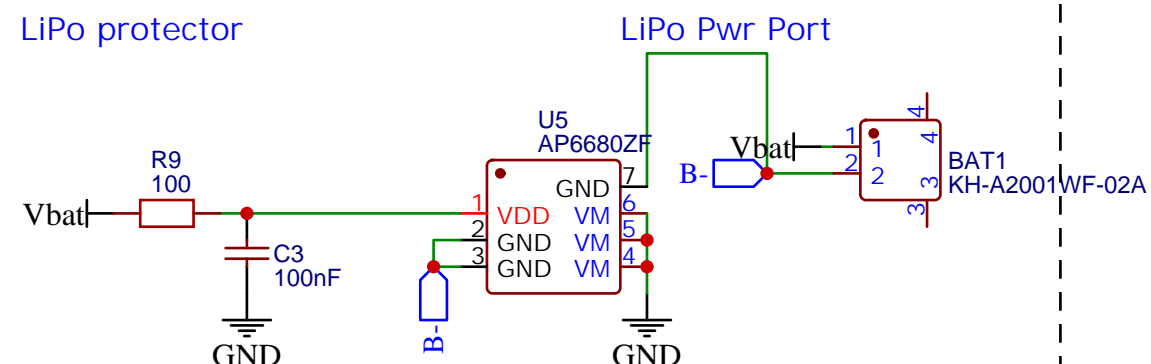 LiPo protector
LiPo Pwr Port
U5
AP6680ZF
R9
100
Vbat
C3
100nF
GND
1
VDD
2
GND
3
GND
B-
7
GND
6
VM
5
VM
4
VM
GND
B-
Vbat
1
1
2
2
4
4
3
3
BAT1
KH-A2001WF-02A